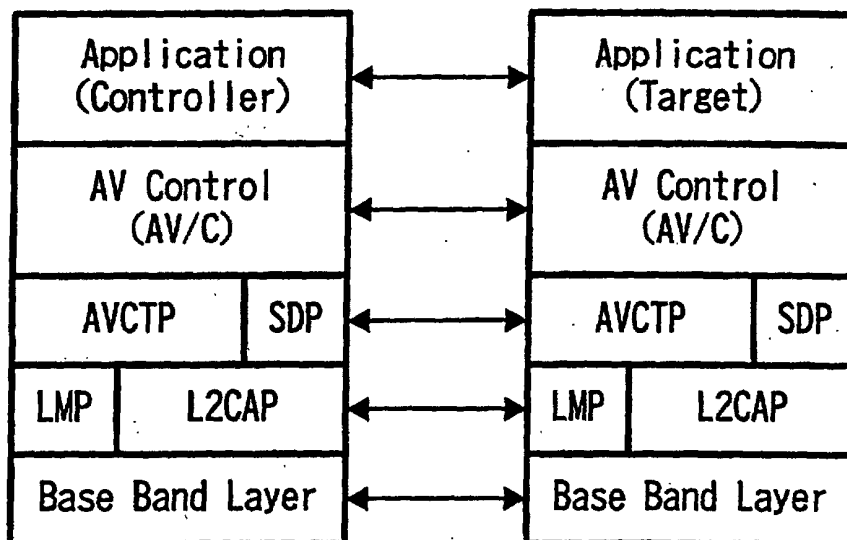 Application
(Controller)
Application
(Target)
AV Control
(AV/C)
AV Control
(AV/C)
AVCTP SDP
AVCTP SDP
LMP L2CAP
LMP L2CAP
Base Band Layer
Base Band Layer